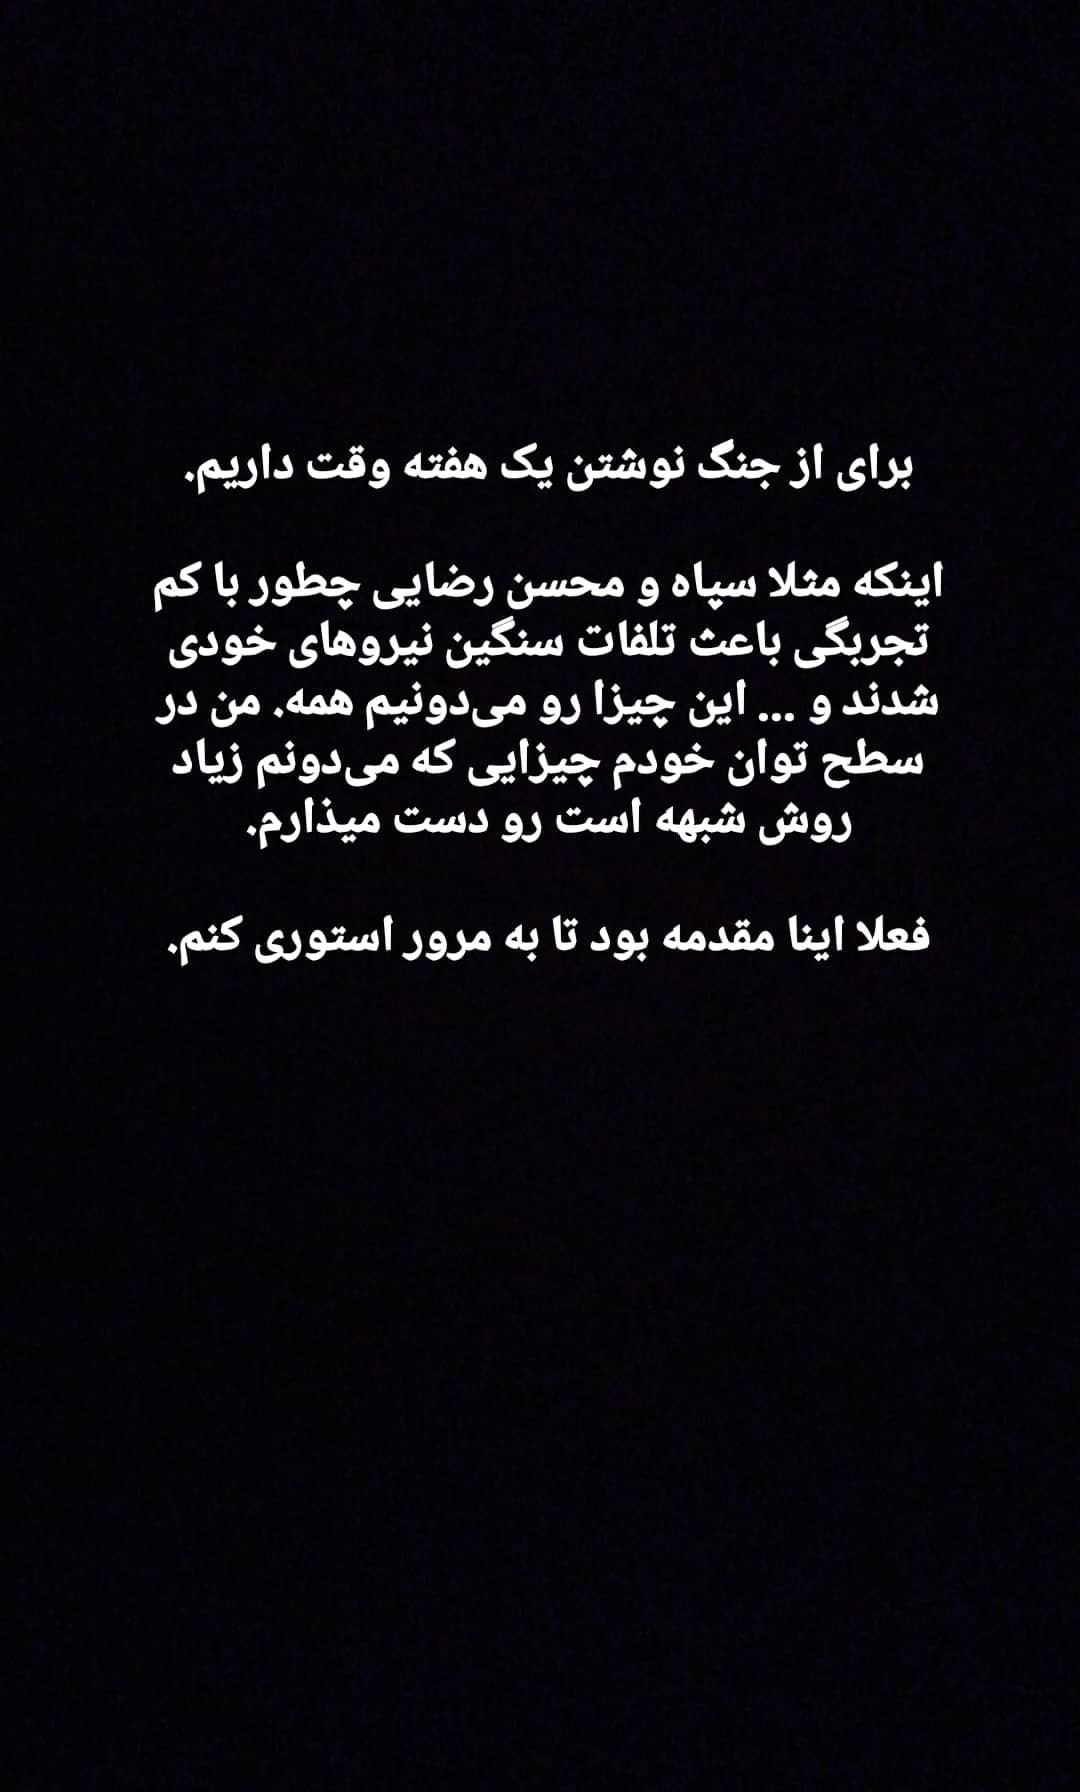 برای از جنگ نوشتن یک هفته وقت داریم.
اینکه مثلا سپاه و محسن رضایی چطور با کم
تجربگی باعث تلفات سنگین نیروهای خودی
شدند و ... این چیزا رو می‌دونیم همه. من در
سطح توان خودم چیزایی که می‌دونم زیاد
روش شبهه است رو دست میذارم.
فعلا اینا مقدمه بود تا به مرور استوری کنم.